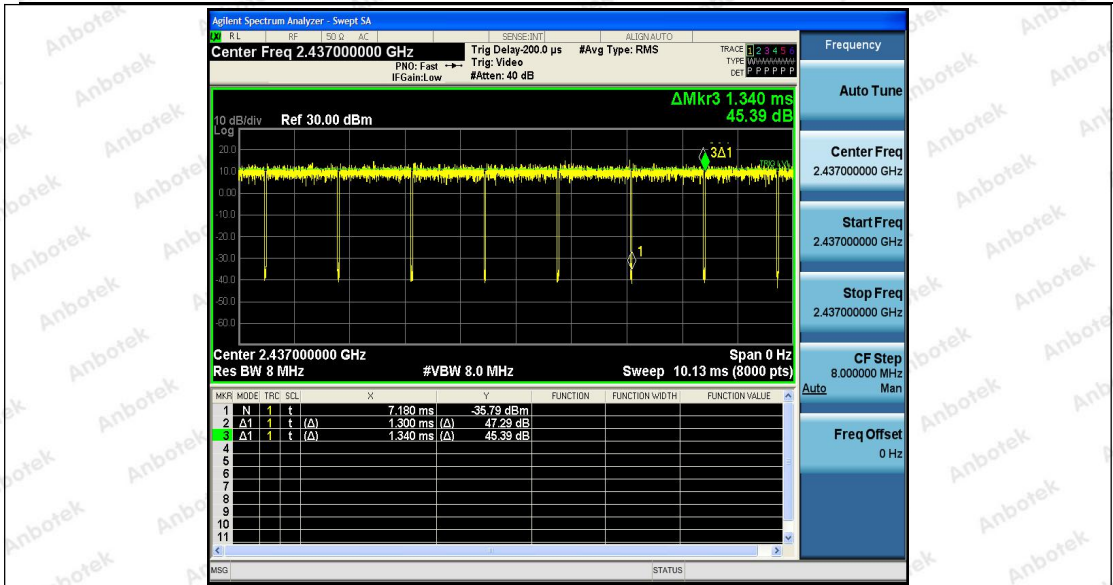 Agilent Spectrum Analyzer - Swept SA
LXI RL RF 50 Ω AC SENSE:INT ALIGN AUTO
Center Freq 2.437000000 GHz
PNO: Fast
IFGain:Low
Trig Delay-200.0 µs
Trig: Video
#Atten: 40 dB
#Avg Type: RMS
TRACE 1 2 3 4 5 6
TYPE WWWWWW
DET P P P P P P
ΔMkr3 1.340 ms
45.39 dB
10 dB/div Ref 30.00 dBm
Log
20.0
10.0
0.00
-10.0
-20.0
-30.0
-40.0
-50.0
-60.0
3Δ1
TRIG LVL
1
Center 2.437000000 GHz Span 0 Hz
Res BW 8 MHz #VBW 8.0 MHz Sweep 10.13 ms (8000 pts)
MKR MODE TRC SCL X Y FUNCTION FUNCTION WIDTH FUNCTION VALUE
1 N 1 t 7.180 ms -35.79 dBm
2 Δ1 1 t (Δ) 1.300 ms (Δ) 47.29 dB
3 Δ1 1 t (Δ) 1.340 ms (Δ) 45.39 dB
4
5
6
7
8
9
10
11
MSG STATUS
Frequency
Auto Tune
Center Freq
2.437000000 GHz
Start Freq
2.437000000 GHz
Stop Freq
2.437000000 GHz
CF Step
8.000000 MHz
Auto Man
Freq Offset
0 Hz
Anbotek